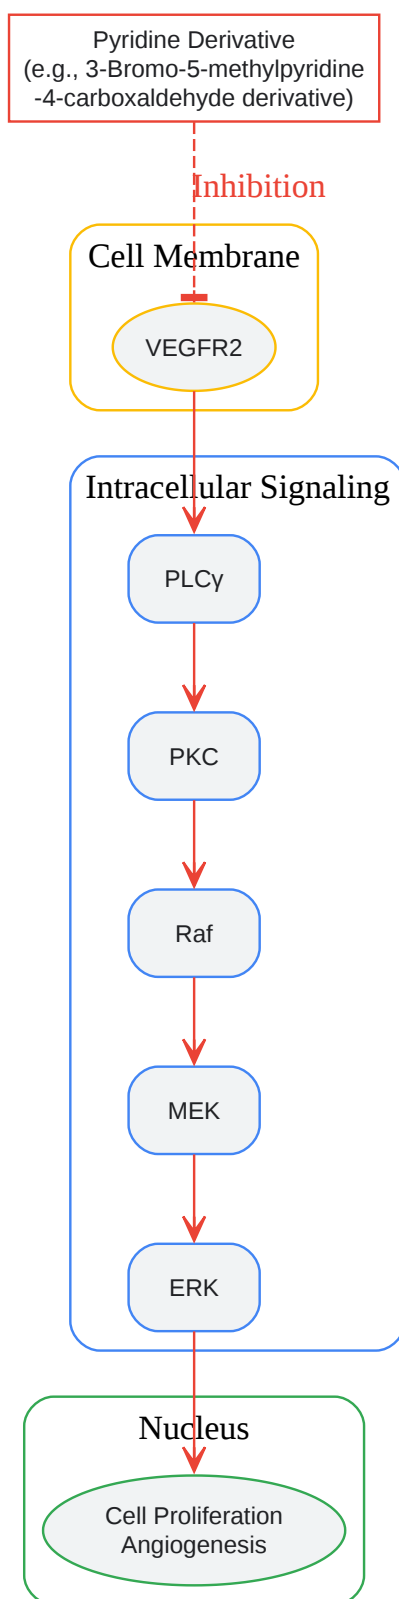 Pyridine Derivative
(e.g., 3-Bromo-5-methylpyridine
-4-carboxaldehyde derivative)
Inhibition
Cell Membrane
VEGFR2
Intracellular Signaling
PLCγ
PKC
Raf
MEK
ERK
Nucleus
Cell Proliferation
Angiogenesis